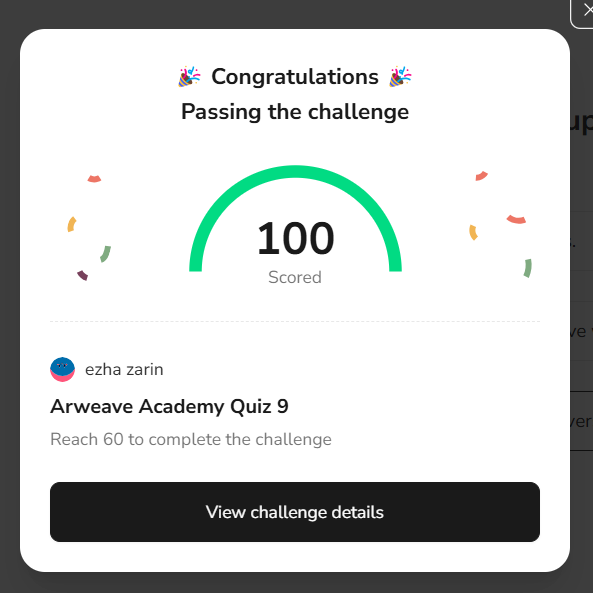 Congratulations
Passing the challenge
100
Scored
ezha zarin
Arweave Academy Quiz 9
Reach 60 to complete the challenge
View challenge details